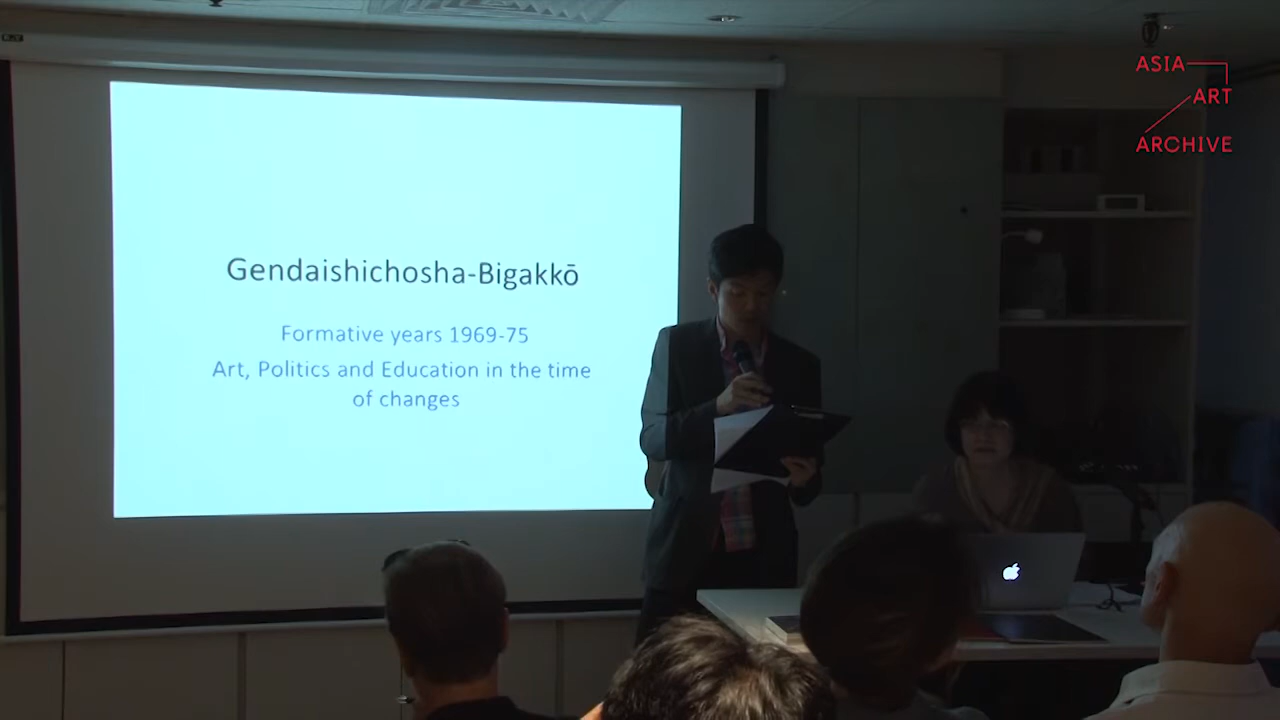 Gendaishichosha-Bigakkō
Formative years 1969-75
Art, Politics and Education in the time
of changes
ASIA
ART
ARCHIVE